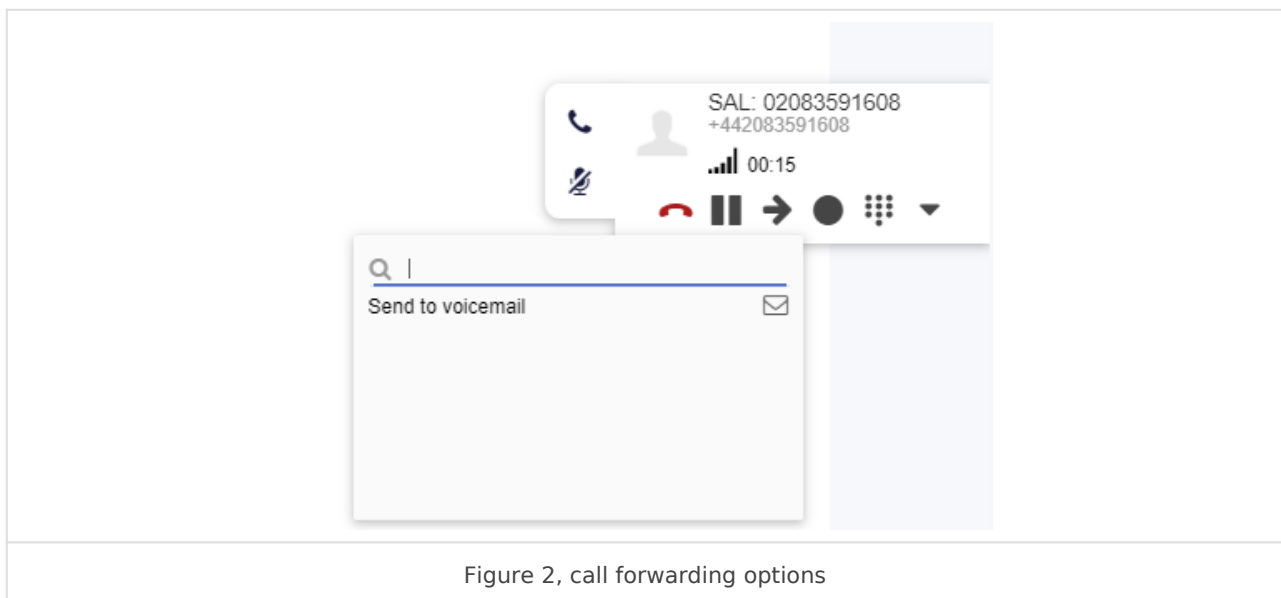 SAL: 02083591608
+442083591608
00:15
Send to voicemail
Figure 2, call forwarding options